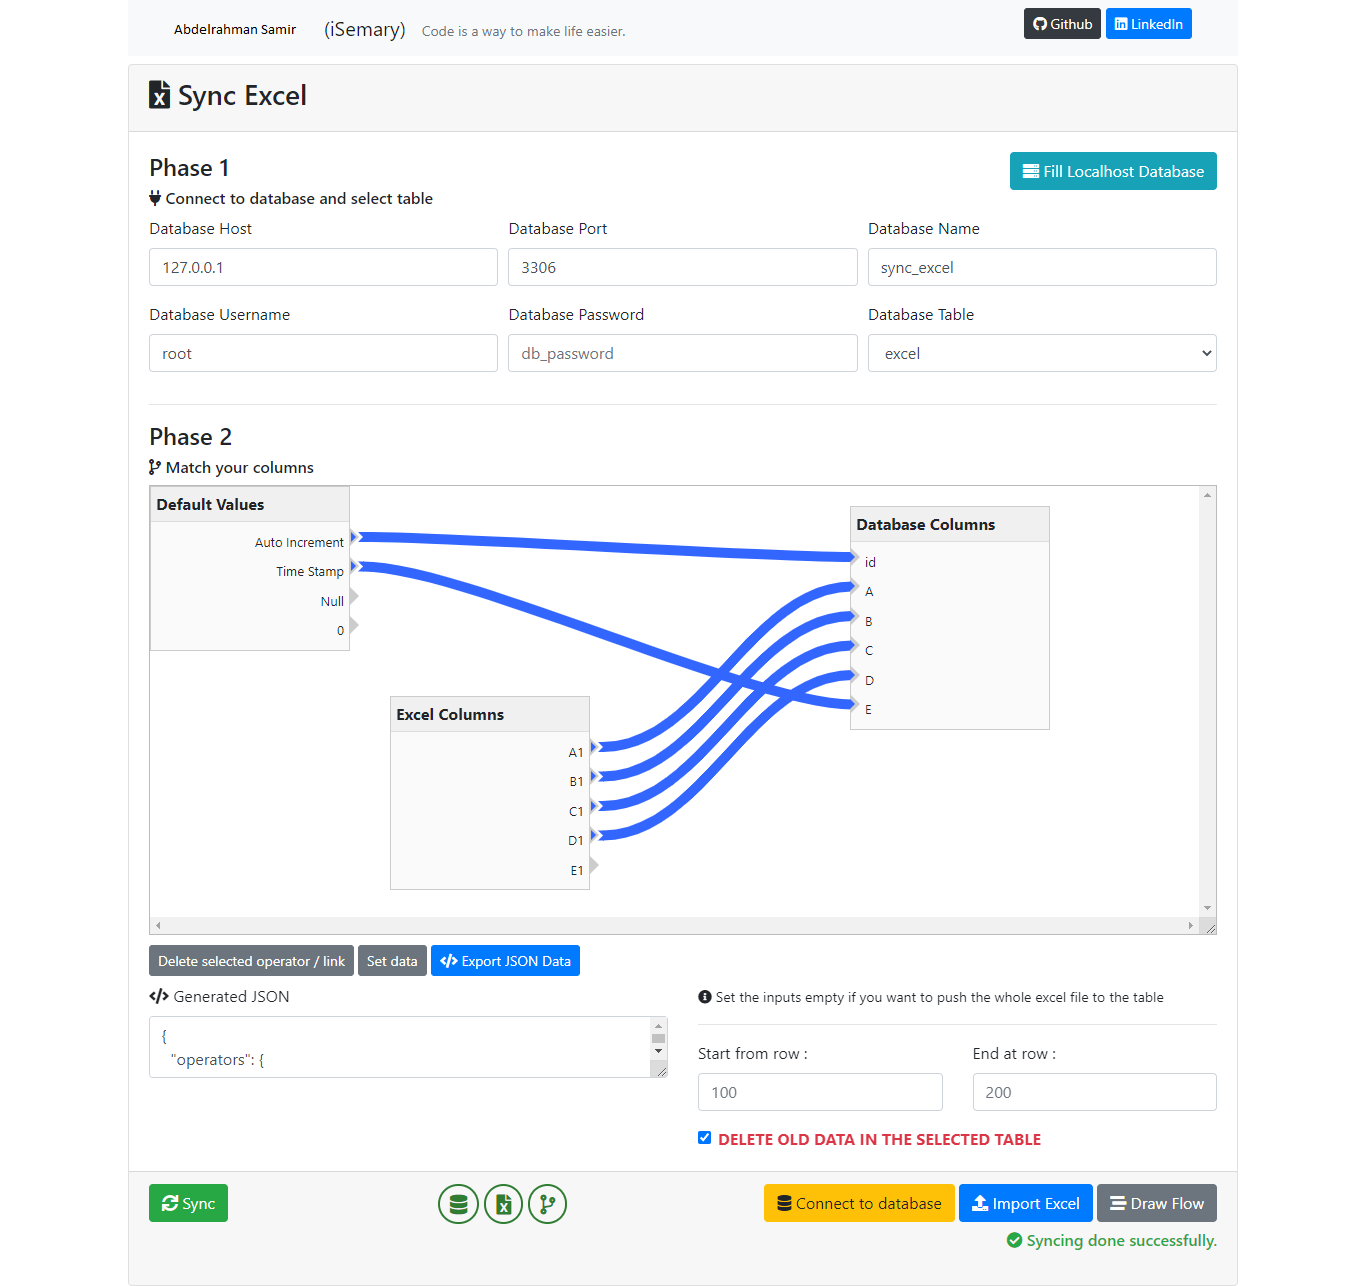 Abdelrahman Samir (iSemary) Code is a way to make life easier. Github LinkedIn
Sync Excel
Phase 1
Fill Localhost Database
Connect to database and select table
Database Host Database Port Database Name
127.0.0.1 3306 sync_excel
Database Username Database Password Database Table
root db_password excel
Phase 2
Match your columns
Default Values
Auto Increment
Time Stamp
Null
0
Database Columns
id
A
B
C
D
E
Excel Columns
A1
B1
C1
D1
E1
Delete selected operator / link Set data Export JSON Data
Generated JSON
{
"operators": {
Set the inputs empty if you want to push the whole excel file to the table
Start from row : End at row :
100 200
DELETE OLD DATA IN THE SELECTED TABLE
Sync Connect to database Import Excel Draw Flow
Syncing done successfully.